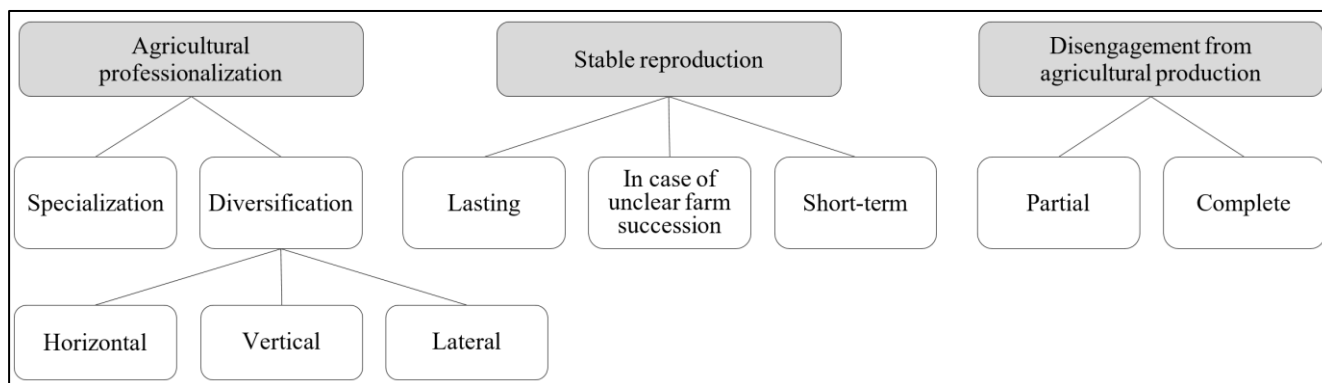 Agricultural
professionalization
Stable reproduction
Disengagement from
agricultural production
Specialization
Diversification
Lasting
In case of
unclear farm
succession
Short-term
Partial
Complete
Horizontal
Vertical
Lateral